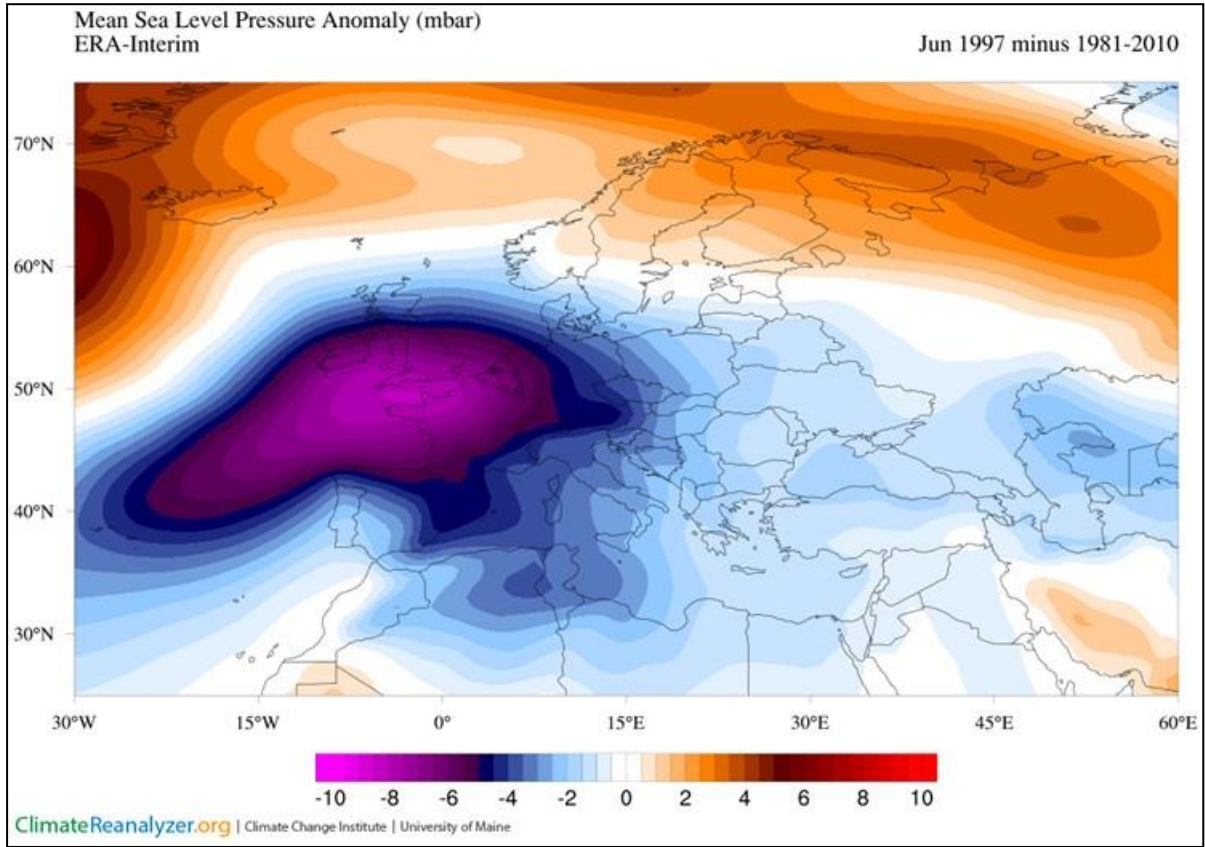 Mean Sea Level Pressure Anomaly (mbar)
ERA-Interim
Jun 1997 minus 1981-2010
70°N
60°N
50°N
40°N
30°N
30°W 15°W 0° 15°E 30°E 45°E 60°E
-10 -8 -6 -4 -2 0 2 4 6 8 10
ClimateReanalyzer.org | Climate Change Institute | University of Maine